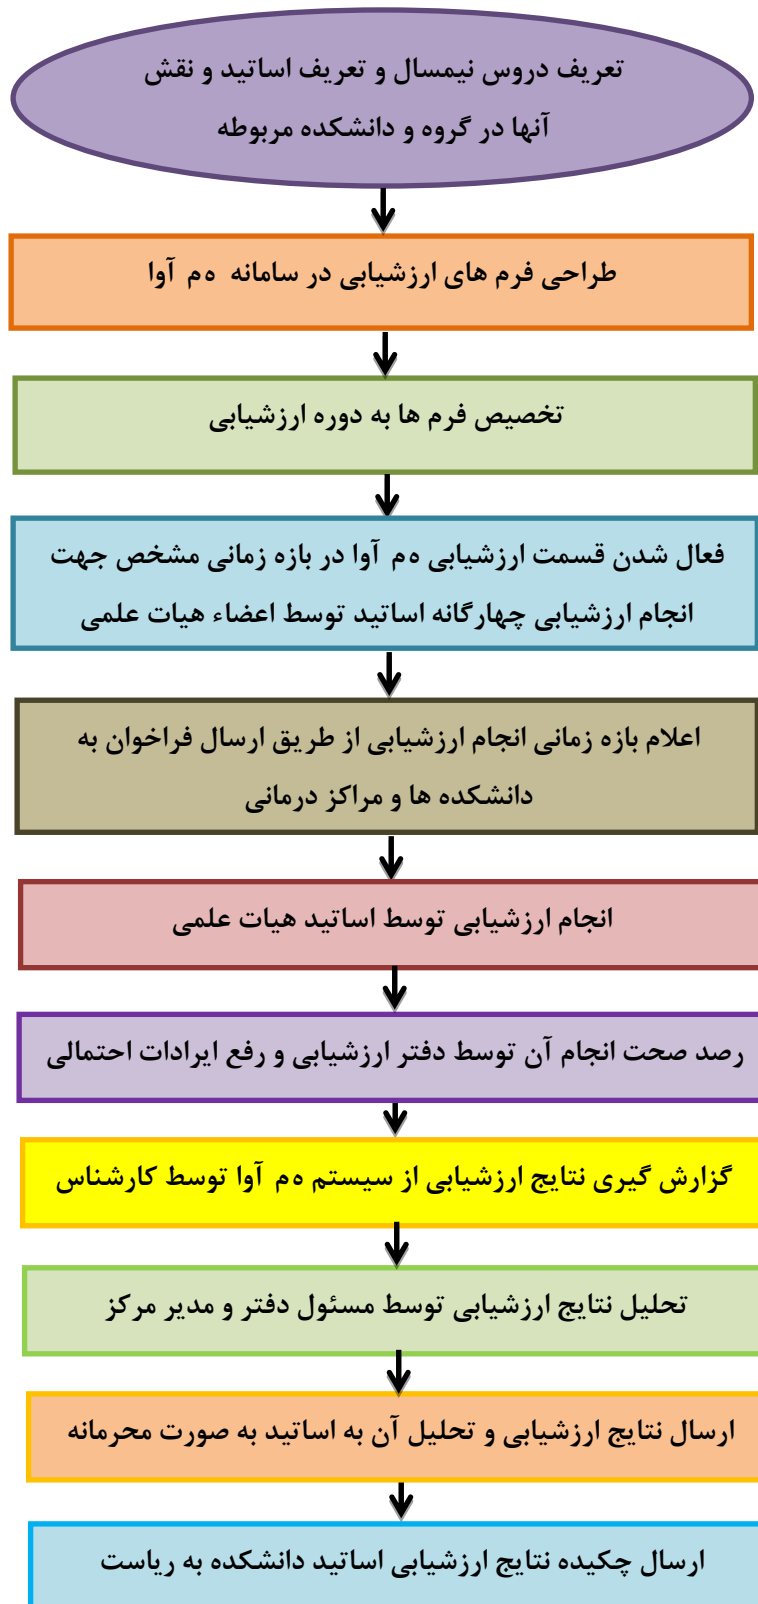 تعریف دروس نیمسال و تعریف اساتید و نقش
آنها در گروه و دانشکده مربوطه
طراحی فرم های ارزشیابی در سامانه هم آوا
تخصیص فرم ها به دوره ارزشیابی
فعال شدن قسمت ارزشیابی هم آوا در بازه زمانی مشخص جهت
انجام ارزشیابی چهارگانه اساتید توسط اعضاء هیات علمی
اعلام بازه زمانی انجام ارزشیابی از طریق ارسال فراخوان به
دانشکده ها و مراکز درمانی
انجام ارزشیابی توسط اساتید هیات علمی
رصد صحت انجام آن توسط دفتر ارزشیابی و رفع ایرادات احتمالی
گزارش گیری نتایج ارزشیابی از سیستم هم آوا توسط کارشناس
تحلیل نتایج ارزشیابی توسط مسئول دفتر و مدیر مرکز
ارسال نتایج ارزشیابی و تحلیل آن به اساتید به صورت محرمانه
ارسال چکیده نتایج ارزشیابی اساتید دانشکده به ریاست